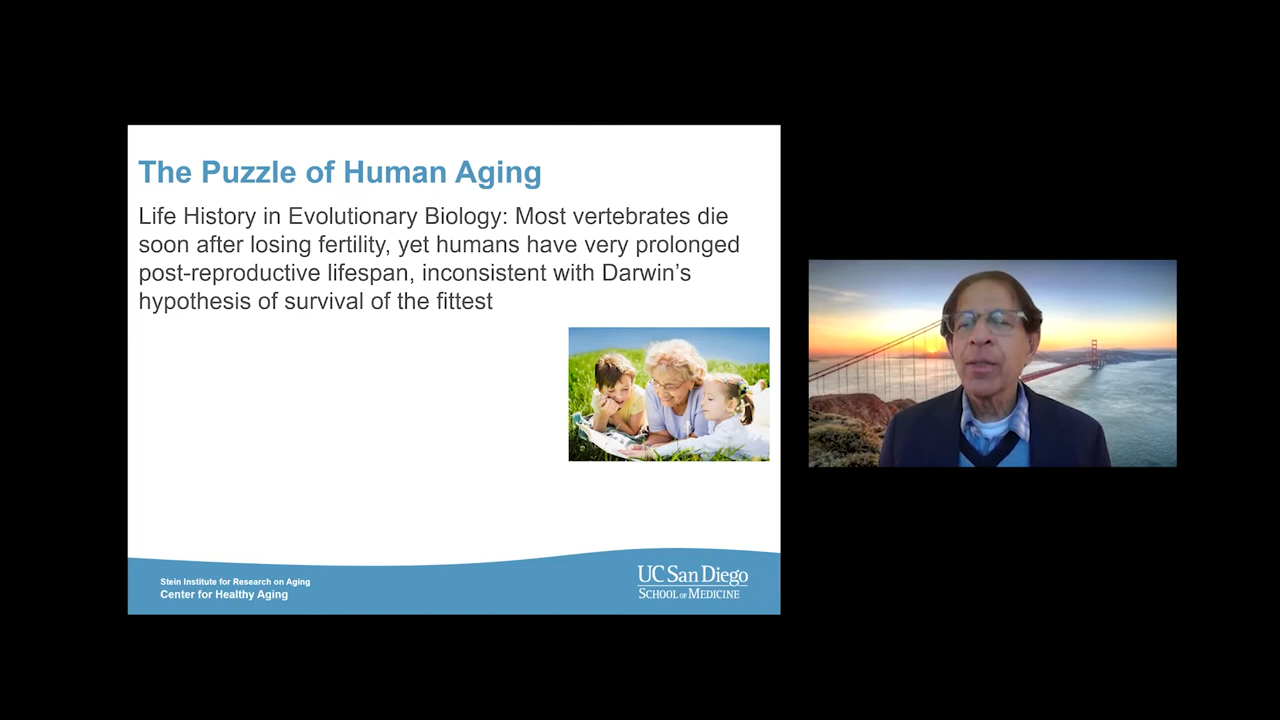 The Puzzle of Human Aging
Life History in Evolutionary Biology: Most vertebrates die
soon after losing fertility, yet humans have very prolonged
post-reproductive lifespan, inconsistent with Darwin’s
hypothesis of survival of the fittest
Stein Institute for Research on Aging
Center for Healthy Aging
UC San Diego
SCHOOL OF MEDICINE